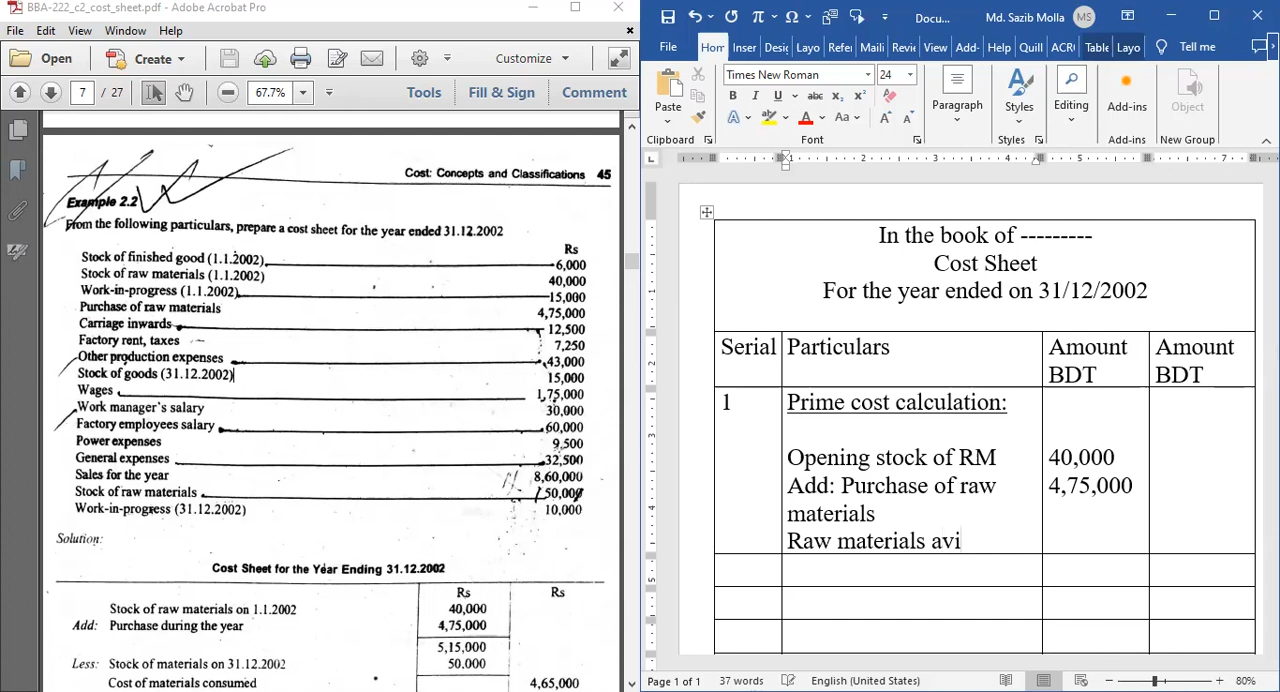 BBA-222_c2_cost_sheet.pdf - Adobe Acrobat Pro
File Edit View Window Help
Open Create Customize
7 / 27 67.7% Tools Fill & Sign Comment
Cost: Concepts and Classifications 45
Example 2.2
From the following particulars, prepare a cost sheet for the year ended 31.12.2002
Rs
Stock of finished good (1.1.2002) 6,000
Stock of raw materials (1.1.2002) 40,000
Work-in-progress (1.1.2002) 15,000
Purchase of raw materials 4,75,000
Carriage inwards 12,500
Factory rent, taxes 7,250
Other production expenses 43,000
Stock of goods (31.12.2002) 15,000
Wages 1,75,000
Work manager's salary 30,000
Factory employees salary 60,000
Power expenses 9,500
General expenses 32,500
Sales for the year 8,60,000
Stock of raw materials 50,000
Work-in-progress (31.12.2002) 10,000
Solution:
Cost Sheet for the Year Ending 31.12.2002
Rs Rs
Stock of raw materials on 1.1.2002 40,000
Add: Purchase during the year 4,75,000
5,15,000
Less: Stock of materials on 31.12.2002 50.000
Cost of materials consumed 4,65,000
Docu... Md. Sazib Molla MS
File Hom Inser Desig Layo Refer Maili Revie View Add- Help Quill ACR Table Layo Tell me
Times New Roman 24
Paste B I U abc x₂ x² Paragraph Styles Editing Add-ins Object
A A Aa A A
Clipboard Font Styles Add-ins New Group
1 2 3 4 5 6 7
In the book of ---------
Cost Sheet
For the year ended on 31/12/2002
Serial Particulars Amount BDT Amount BDT
1 Prime cost calculation:
Opening stock of RM 40,000
Add: Purchase of raw 4,75,000
materials
Raw materials avi
Page 1 of 1 37 words English (United States) 80%